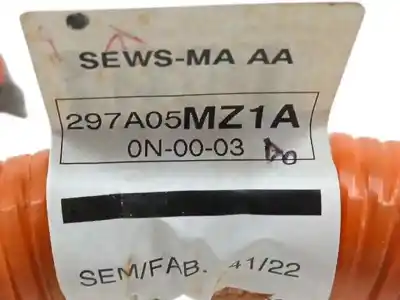 SEWS-MA AA
297A05MZ1A
0N-00-03
SEM/FAB. 41/22